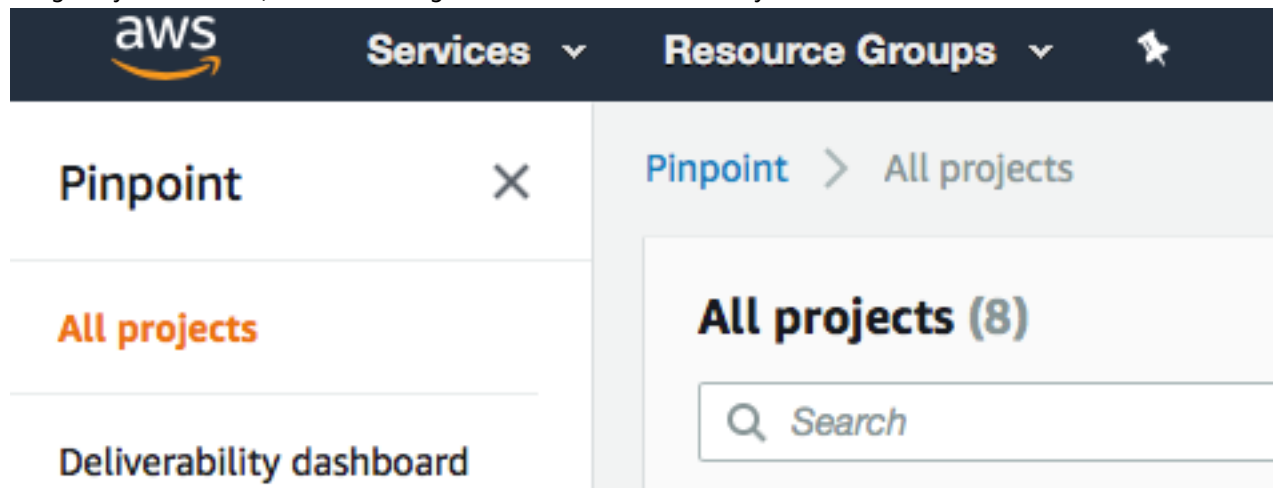 aws Services Resource Groups
Pinpoint
Pinpoint > All projects
All projects
All projects (8)
Search
Deliverability dashboard